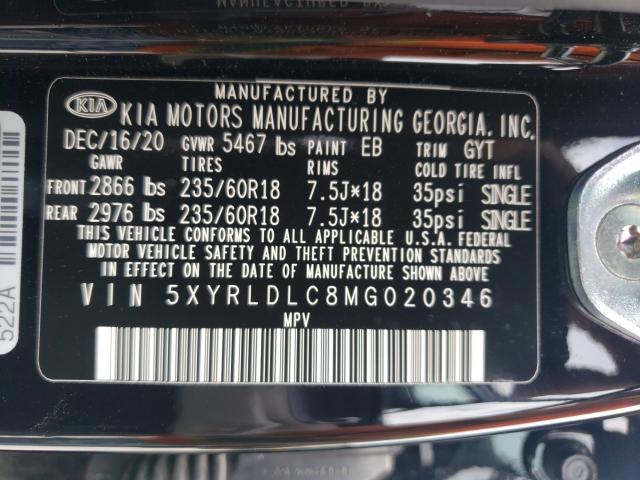 MANUFACTURED BY
KIA KIA MOTORS MANUFACTURING GEORGIA, INC.
DEC/16/20 GVWR 5467 lbs PAINT EB TRIM GYT
GAWR TIRES RIMS COLD TIRE INFL
FRONT 2866 lbs 235/60R18 7.5J*18 35psi SINGLE
REAR 2976 lbs 235/60R18 7.5J*18 35psi SINGLE
THIS VEHICLE CONFORMS TO ALL APPLICABLE U.S.A. FEDERAL
MOTOR VEHICLE SAFETY AND THEFT PREVENTION STANDARDS
IN EFFECT ON THE DATE OF MANUFACTURE SHOWN ABOVE.
VIN 5XYRLDLC8MG020346
MPV
522A